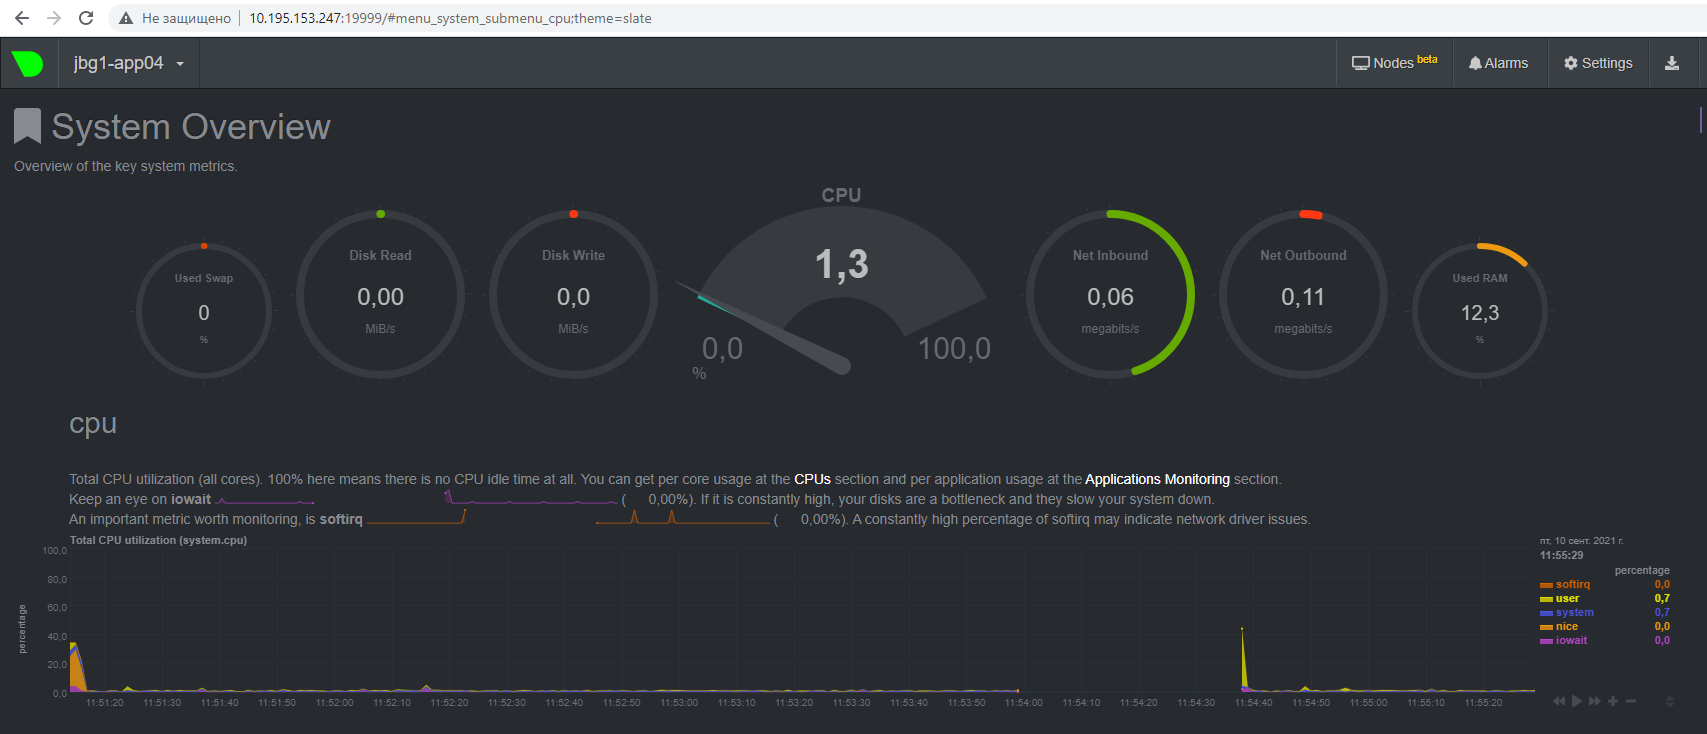 Не защищено 10.195.153.247:19999/#menu_system_submenu_cpu;theme=slate
jbg1-app04
Nodes beta
Alarms
Settings
System Overview
Overview of the key system metrics.
Used Swap
0
%
Disk Read
0,00
MiB/s
Disk Write
0,0
MiB/s
CPU
1,3
0,0
100,0
%
Net Inbound
0,06
megabits/s
Net Outbound
0,11
megabits/s
Used RAM
12,3
%
cpu
Total CPU utilization (all cores). 100% here means there is no CPU idle time at all. You can get per core usage at the CPUs section and per application usage at the Applications Monitoring section.
Keep an eye on iowait ( 0,00%). If it is constantly high, your disks are a bottleneck and they slow your system down.
An important metric worth monitoring, is softirq ( 0,00%). A constantly high percentage of softirq may indicate network driver issues.
Total CPU utilization (system.cpu)
percentage
100,0
80,0
60,0
40,0
20,0
0,0
11:51:20 11:51:30 11:51:40 11:51:50 11:52:00 11:52:10 11:52:20 11:52:30 11:52:40 11:52:50 11:53:00 11:53:10 11:53:20 11:53:30 11:53:40 11:53:50 11:54:00 11:54:10 11:54:20 11:54:30 11:54:40 11:54:50 11:55:00 11:55:10 11:55:20
пт, 10 сент. 2021 г.
11:55:29
percentage
softirq 0,0
user 0,7
system 0,7
nice 0,0
iowait 0,0